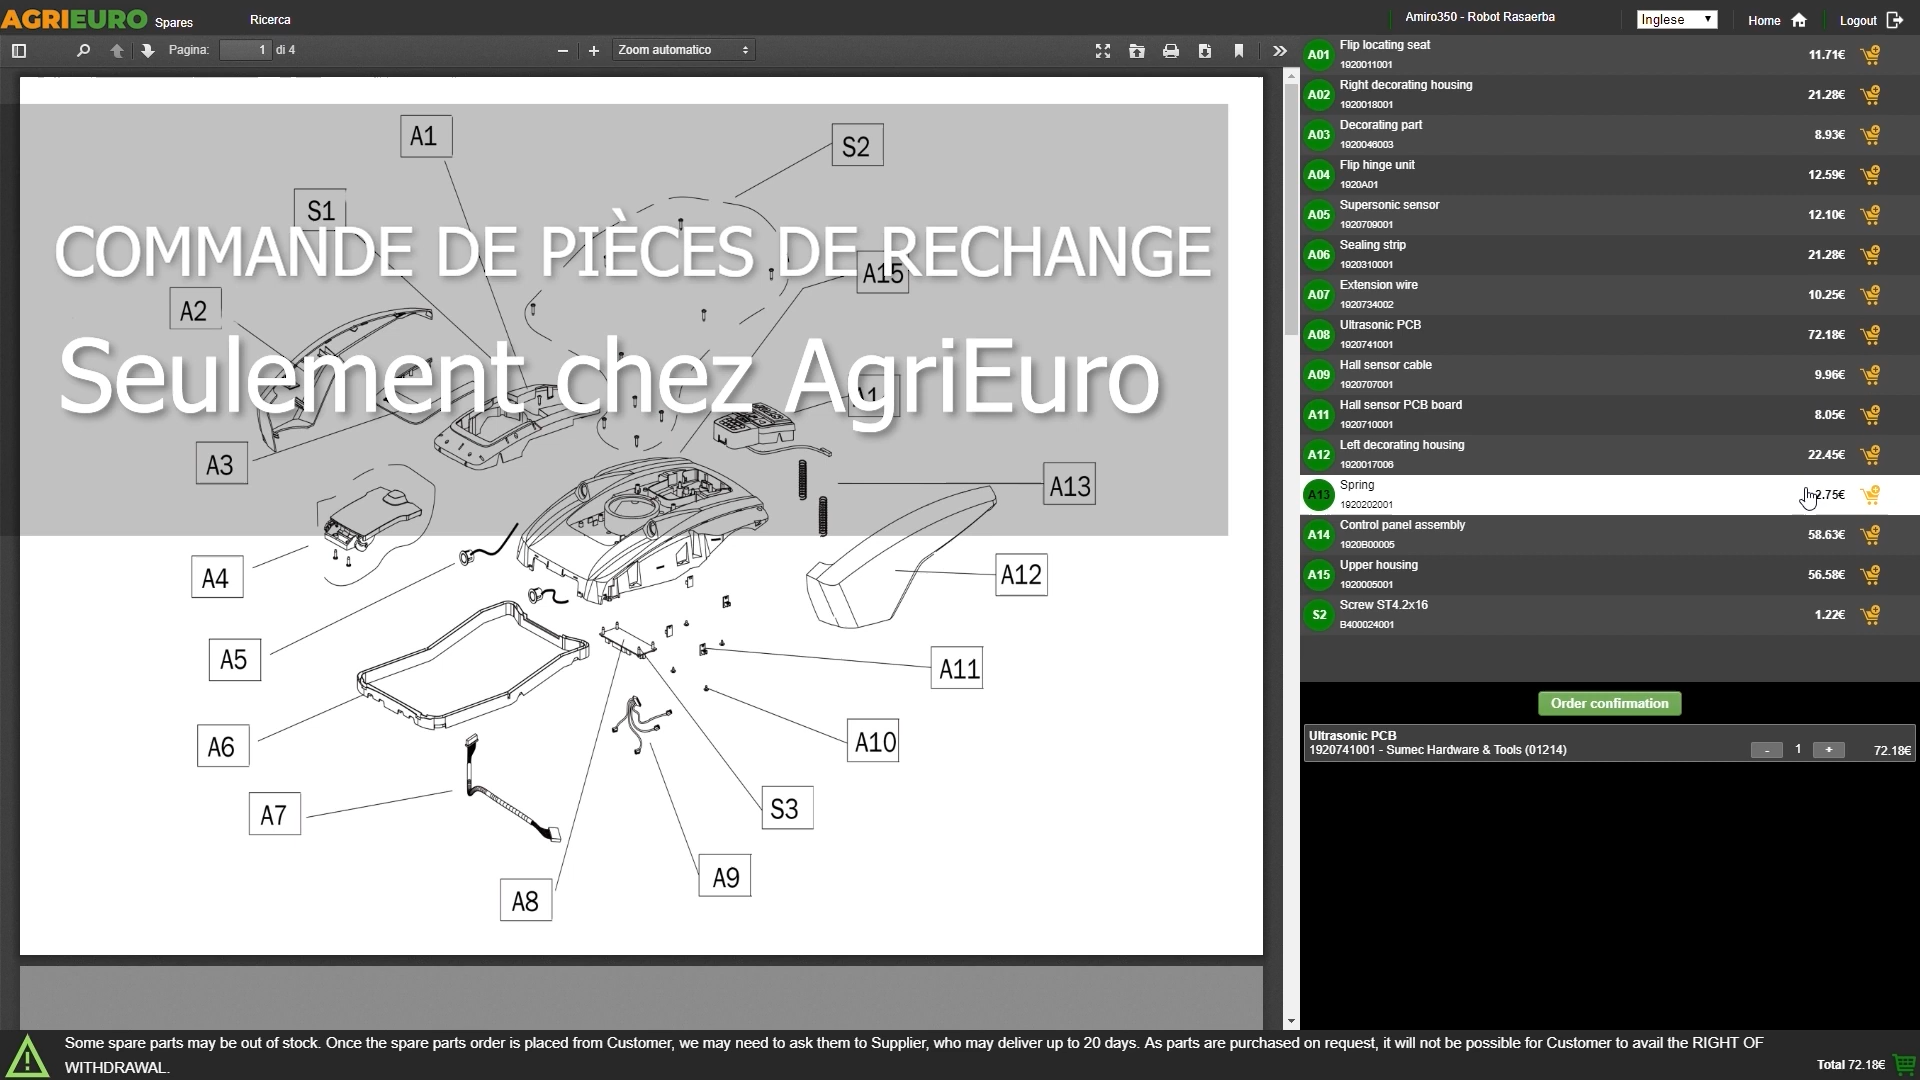 AGRIEURO Spares
Ricerca
Amiro350 - Robot Rasaerba
Inglese
Home
Logout
Pagina:
1
di 4
Zoom automatico
A1
S2
S1
COMMANDE DE PIÈCES DE RECHANGE
A15
A2
Seulement chez AgriEuro
A3
A13
A4
A12
A5
A11
A6
A10
A7
S3
A9
A8
A01
Flip locating seat
1920011001
11.71€
A02
Right decorating housing
1920018001
21.28€
A03
Decorating part
1920046003
8.93€
A04
Flip hinge unit
1920A01
12.59€
A05
Supersonic sensor
1920709001
12.10€
A06
Sealing strip
1920310001
21.28€
A07
Extension wire
1920734002
10.25€
A08
Ultrasonic PCB
1920741001
72.18€
A09
Hall sensor cable
1920707001
9.96€
A11
Hall sensor PCB board
1920710001
8.05€
A12
Left decorating housing
1920017006
22.45€
A13
Spring
1920202001
2.75€
A14
Control panel assembly
1920B00005
58.63€
A15
Upper housing
1920005001
56.58€
S2
Screw ST4.2x16
B400024001
1.22€
Order confirmation
Ultrasonic PCB
1920741001 - Sumec Hardware & Tools (01214)
- 1 + 72.18€
Some spare parts may be out of stock. Once the spare parts order is placed from Customer, we may need to ask them to Supplier, who may deliver up to 20 days. As parts are purchased on request, it will not be possible for Customer to avail the RIGHT OF
WITHDRAWAL.
Total 72.18€